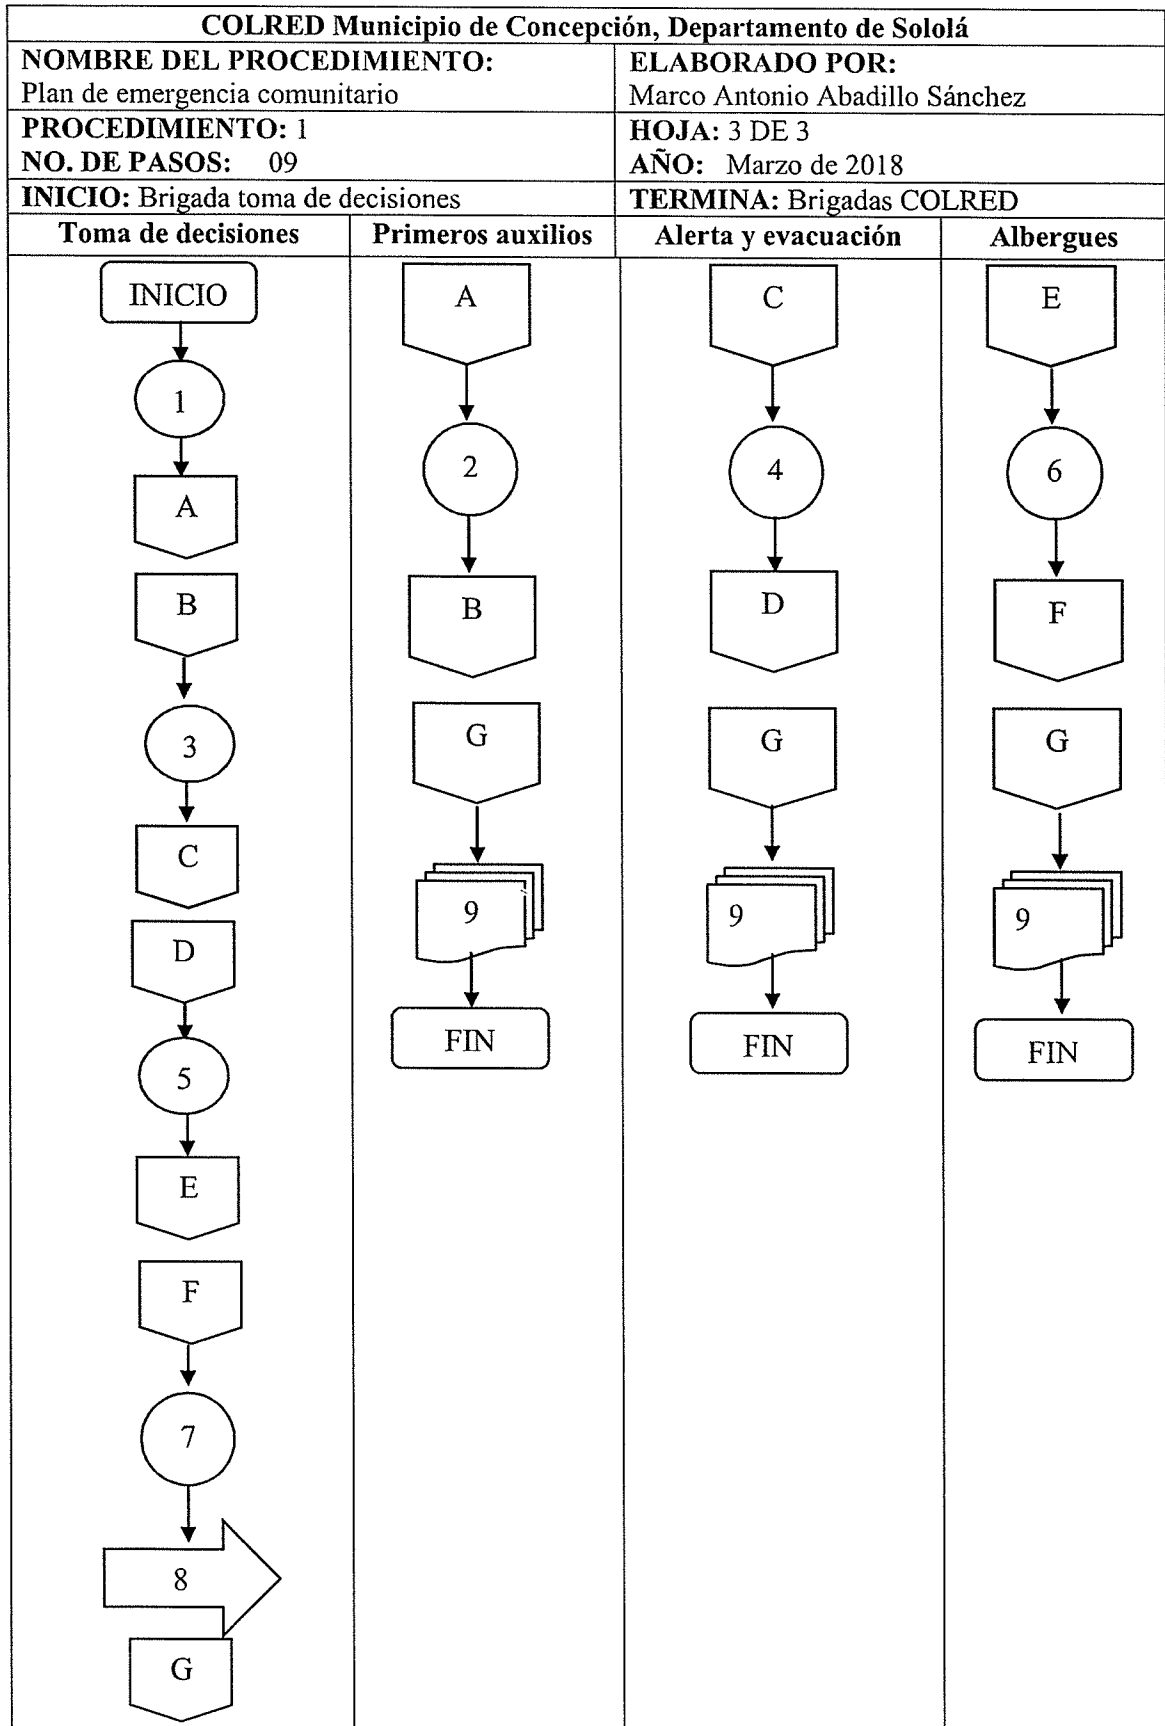 COLRED Municipio de Concepción, Departamento de Sololá
NOMBRE DEL PROCEDIMIENTO:
Plan de emergencia comunitario
ELABORADO POR:
Marco Antonio Abadillo Sánchez
PROCEDIMIENTO: 1
NO. DE PASOS: 09
HOJA: 3 DE 3
AÑO: Marzo de 2018
INICIO: Brigada toma de decisiones
TERMINA: Brigadas COLRED
Toma de decisiones
INICIO
1
A
B
3
C
D
5
E
F
7
8
G
Primeros auxilios
A
2
B
G
9
FIN
Alerta y evacuación
C
4
D
G
9
FIN
Albergues
E
6
F
G
9
FIN